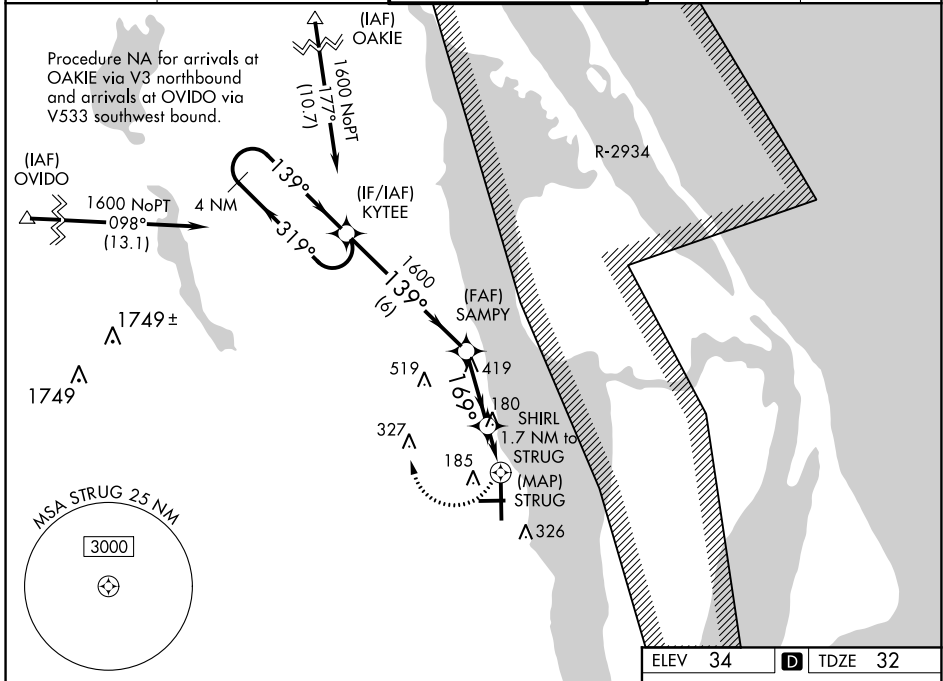 (IAF)
OAKIE
Procedure NA for arrivals at
OAKIE via V3 northbound
and arrivals at OVIDO via
V533 southwest bound.
1600 NoPT
177°
(10.7)
R-2934
(IAF)
OVIDO
1600 NoPT
098°
(13.1)
4 NM
139°
319°
(IF/IAF)
KYTEE
1600
139°
(6)
(FAF)
SAMPY
1749 ±
1749
519
419
169°
180
SHIRL
1.7 NM to
STRUG
327
185
(MAP)
STRUG
326
MSA STRUG 25 NM
3000
ELEV 34
D
TDZE 32